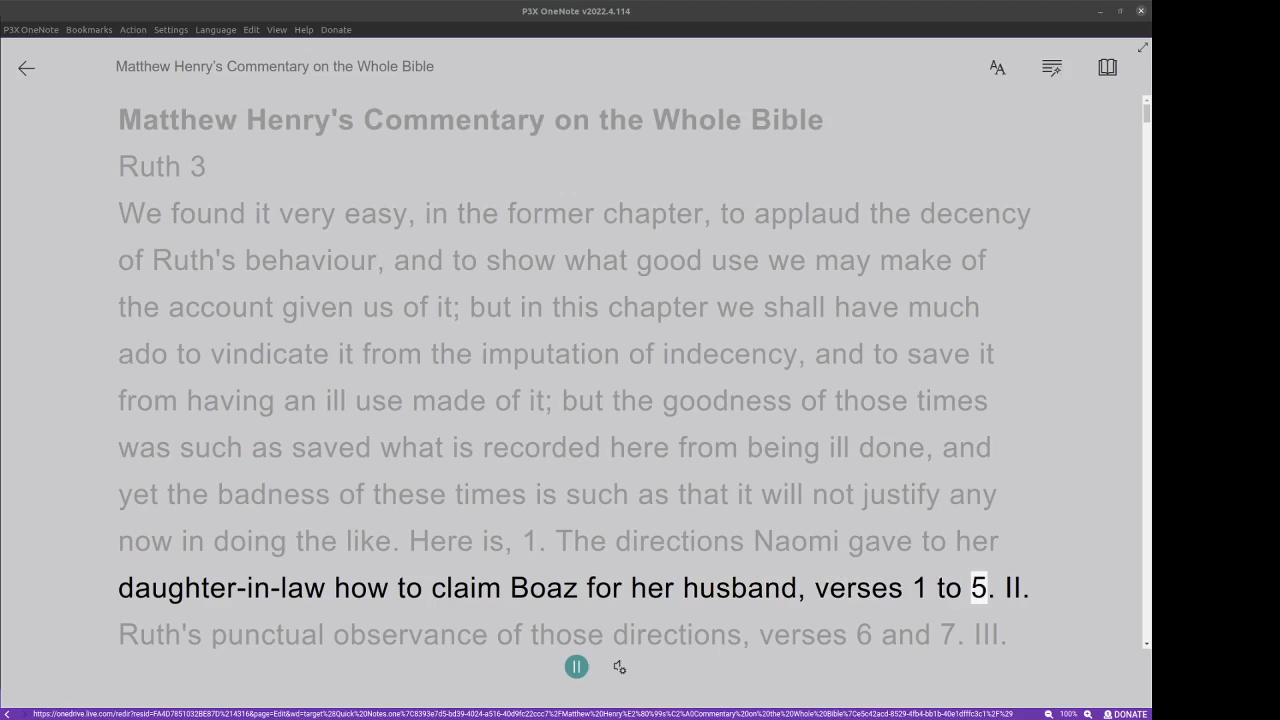 P3X OneNote v2022.4.114
P3X OneNote Bookmarks Action Settings Language Edit View Help Donate
Matthew Henry's Commentary on the Whole Bible
Matthew Henry's Commentary on the Whole Bible
Ruth 3
We found it very easy, in the former chapter, to applaud the decency
of Ruth's behaviour, and to show what good use we may make of
the account given us of it; but in this chapter we shall have much
ado to vindicate it from the imputation of indecency, and to save it
from having an ill use made of it; but the goodness of those times
was such as saved what is recorded here from being ill done, and
yet the badness of these times is such as that it will not justify any
now in doing the like. Here is, 1. The directions Naomi gave to her
daughter-in-law how to claim Boaz for her husband, verses 1 to 5. II.
Ruth's punctual observance of those directions, verses 6 and 7. III.
100% DONATE